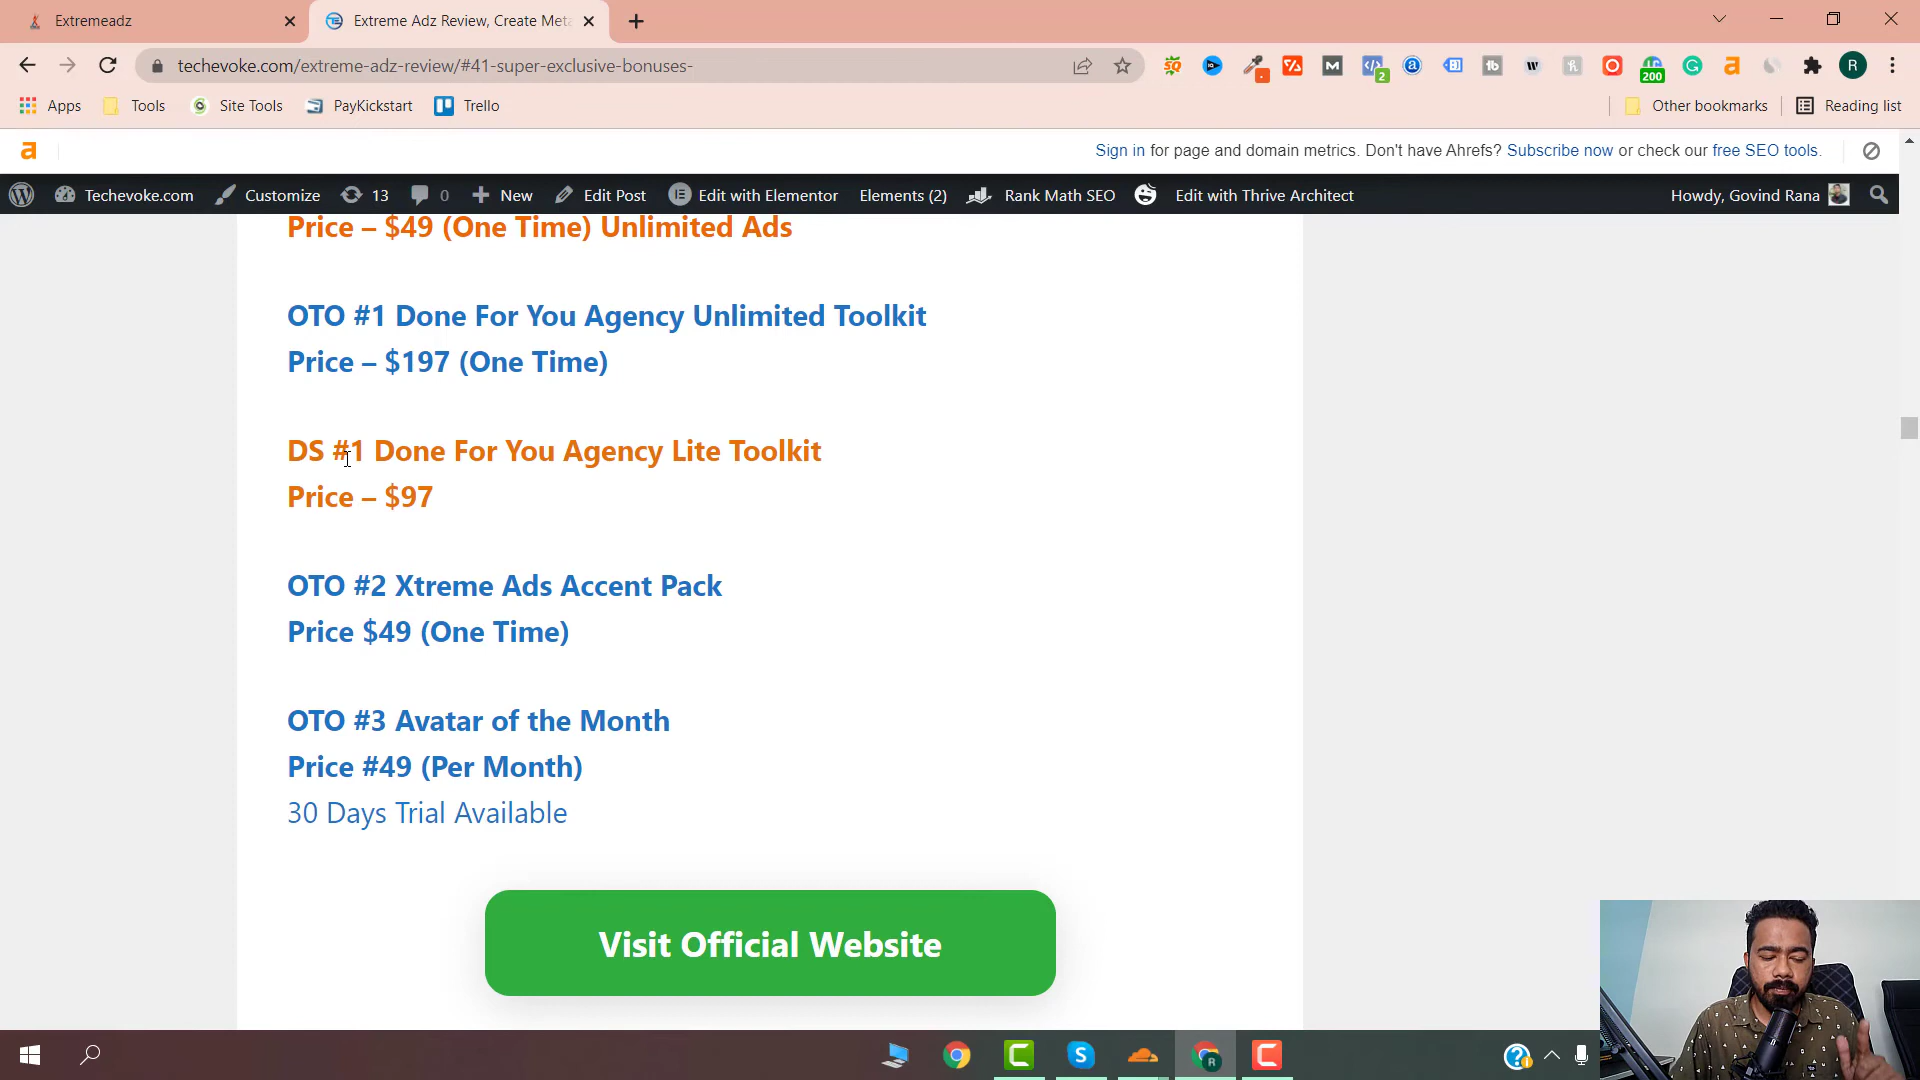 Extremeadz
Extreme Adz Review, Create Meta
techevoke.com/extreme-adz-review/#41-super-exclusive-bonuses-
Apps
Tools
Site Tools
PayKickstart
Trello
Other bookmarks
Reading list
Sign in for page and domain metrics. Don't have Ahrefs? Subscribe now or check our free SEO tools.
Techevoke.com
Customize
13
0
New
Edit Post
Edit with Elementor
Elements (2)
Rank Math SEO
Edit with Thrive Architect
Howdy, Govind Rana
Price – $49 (One Time) Unlimited Ads
OTO #1 Done For You Agency Unlimited Toolkit
Price – $197 (One Time)
DS #1 Done For You Agency Lite Toolkit
Price – $97
OTO #2 Xtreme Ads Accent Pack
Price $49 (One Time)
OTO #3 Avatar of the Month
Price #49 (Per Month)
30 Days Trial Available
Visit Official Website